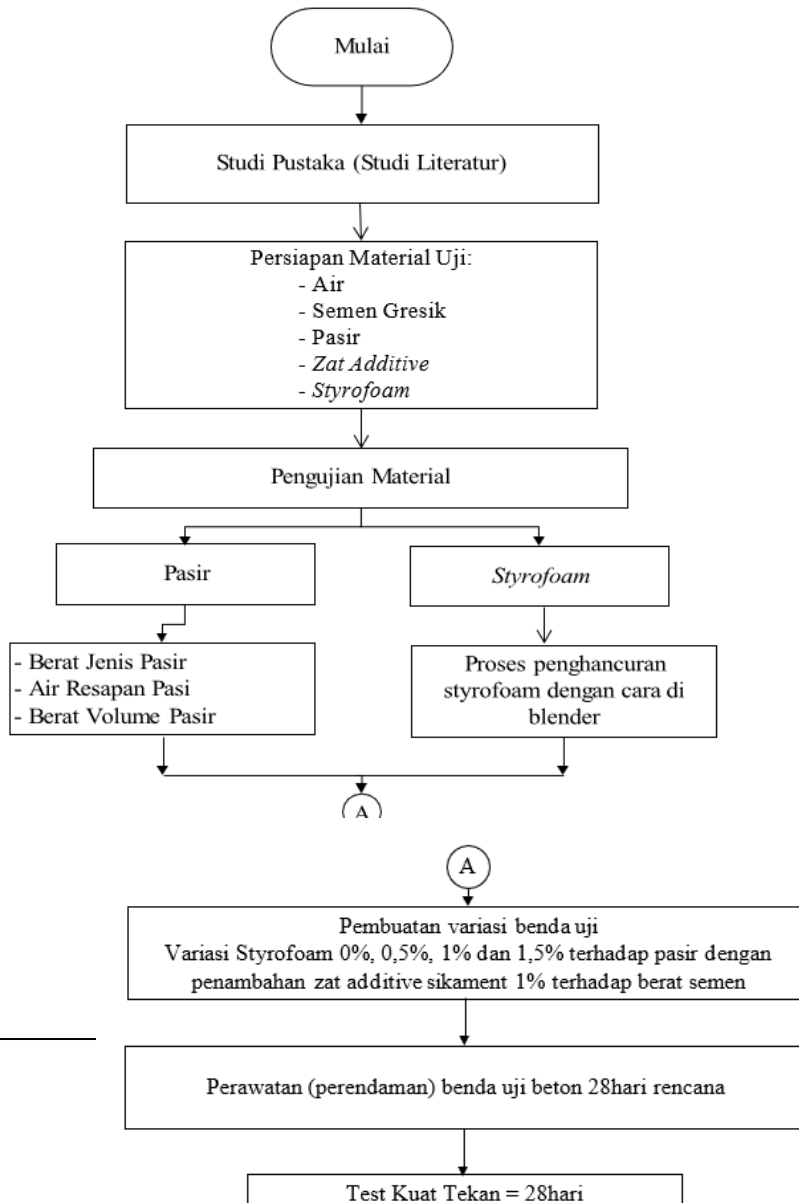 Mulai
Studi Pustaka (Studi Literatur)
Persiapan Material Uji:
- Air
- Semen Gresik
- Pasir
- Zat Additive
- Styrofoam
Pengujian Material
Pasir
Styrofoam
- Berat Jenis Pasir
- Air Resapan Pasi
- Berat Volume Pasir
Proses penghancuran
styrofoam dengan cara di
blender
A
A
Pembuatan variasi benda uji
Variasi Styrofoam 0%, 0,5%, 1% dan 1,5% terhadap pasir dengan
penambahan zat additive sikament 1% terhadap berat semen
Perawatan (perendaman) benda uji beton 28hari rencana
Test Kuat Tekan = 28hari